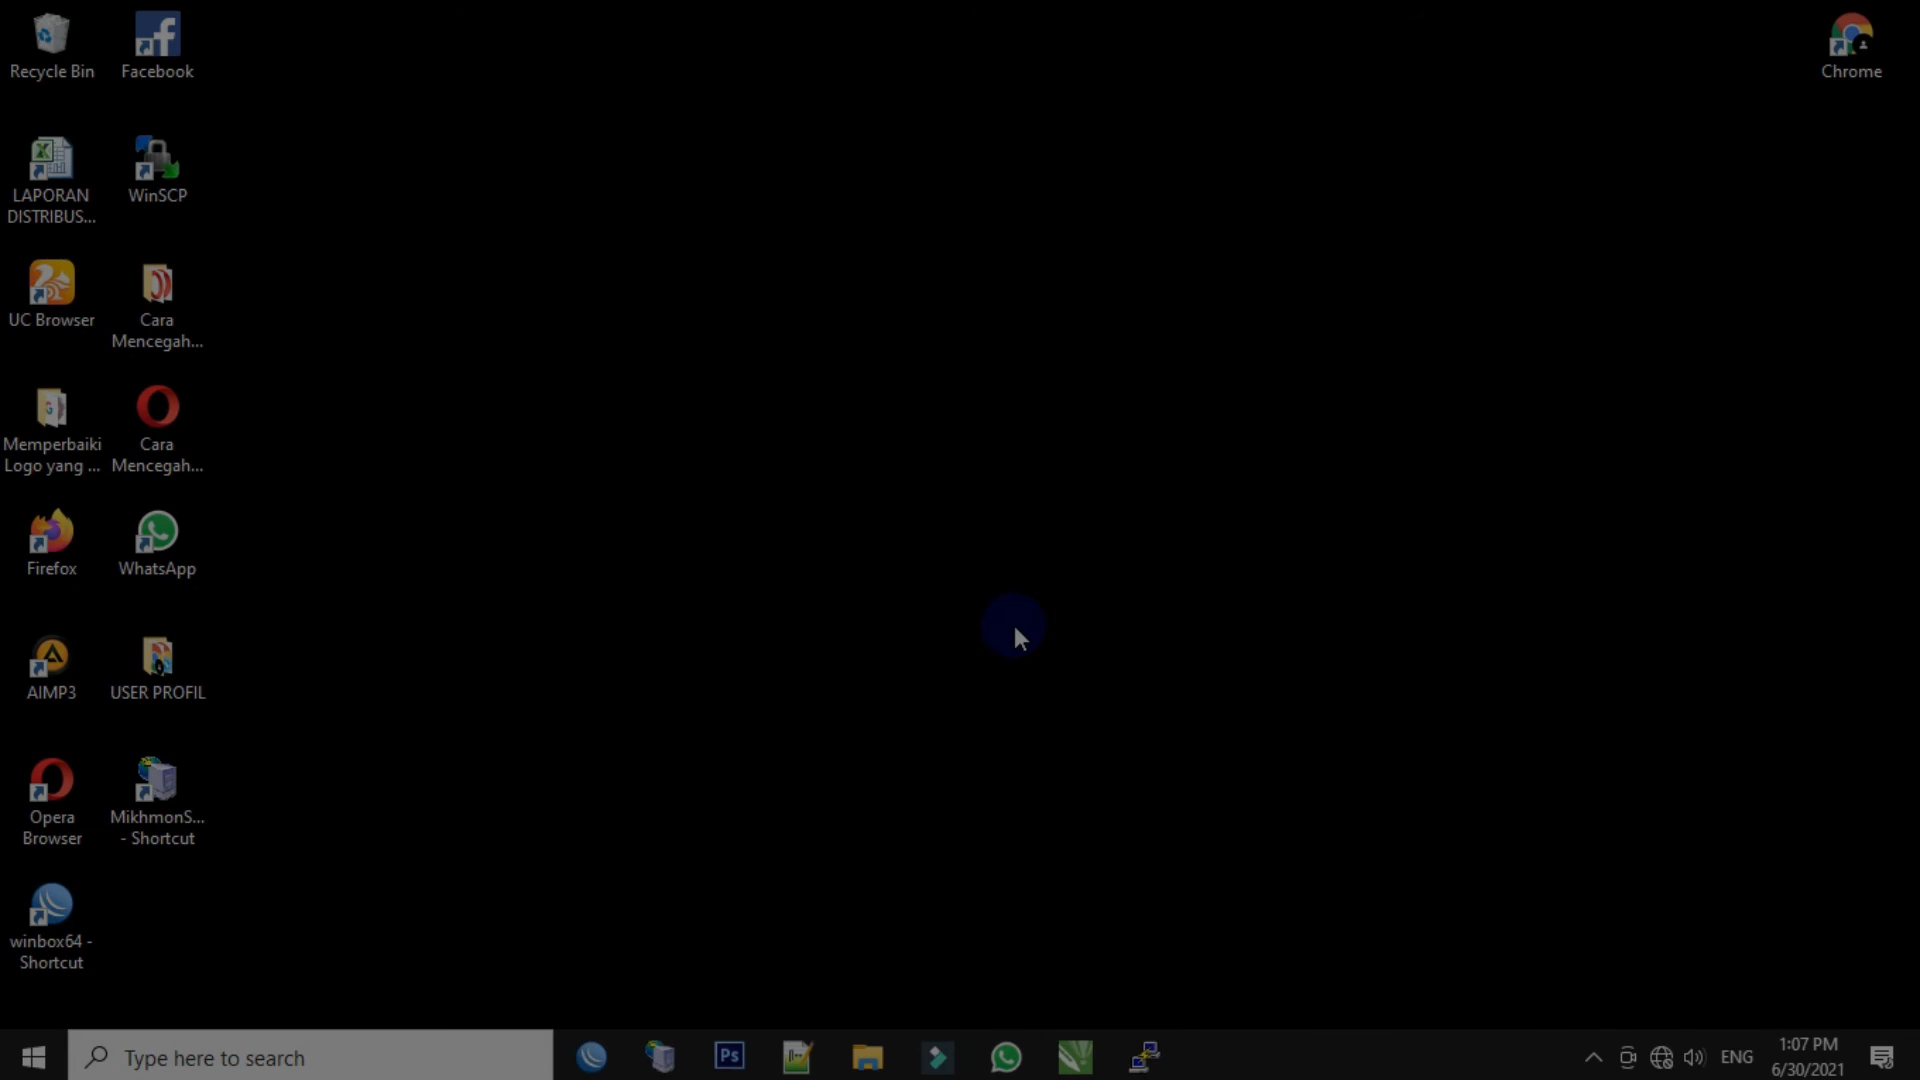 Recycle Bin
Facebook
Chrome
LAPORAN
DISTRIBUS...
WinSCP
UC Browser
Cara
Mencegah...
Memperbaiki
Logo yang ...
Cara
Mencegah...
Firefox
WhatsApp
AIMP3
USER PROFIL
Opera
Browser
MikhmonS...
- Shortcut
winbox64 -
Shortcut
Type here to search
Ps
ENG
1:07 PM
6/30/2021